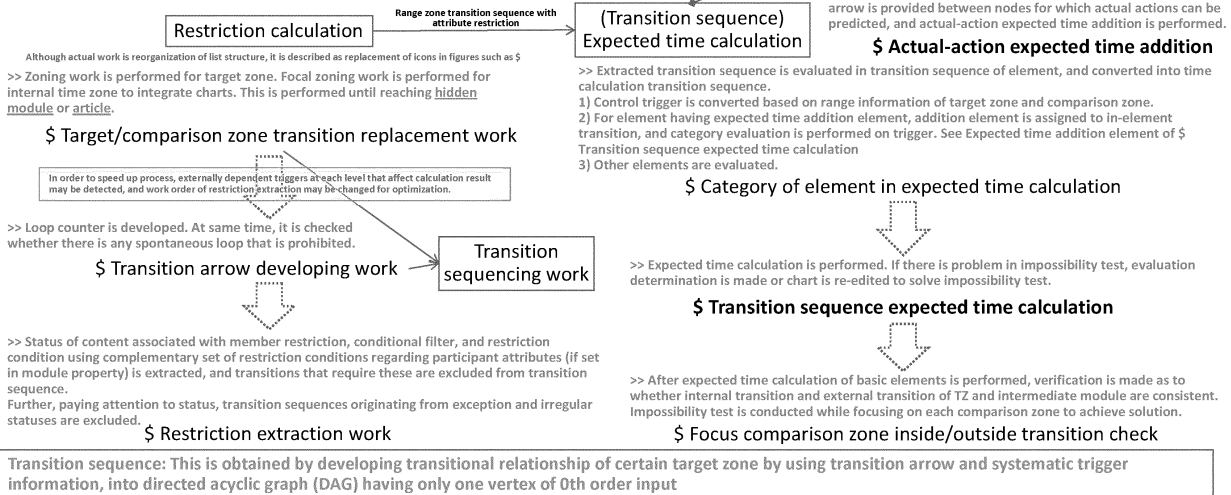 Range zone transition sequence with
attribute restriction
Restriction calculation
Although actual work is reorganization of list structure, it is described as replacement of icons in figures such as $
>> Zoning work is performed for target zone. Focal zoning work is performed for
internal time zone to integrate charts. This is performed until reaching hidden
module or article.
$ Target/comparison zone transition replacement work
In order to speed up process, externally dependent triggers at each level that affect calculation result
may be detected, and work order of restriction extraction may be changed for optimization.
>> Loop counter is developed. At same time, it is checked
whether there is any spontaneous loop that is prohibited.
$ Transition arrow developing work
Transition
sequencing work
>> Status of content associated with member restriction, conditional filter, and restriction
condition using complementary set of restriction conditions regarding participant attributes (if set
in module property) is extracted, and transitions that require these are excluded from transition
sequence.
Further, paying attention to status, transition sequences originating from exception and irregular
statuses are excluded.
$ Restriction extraction work
(Transition sequence)
Expected time calculation
arrow is provided between nodes for which actual actions can be
predicted, and actual-action expected time addition is performed.
$ Actual-action expected time addition
>> Extracted transition sequence is evaluated in transition sequence of element, and converted into time
calculation transition sequence.
1) Control trigger is converted based on range information of target zone and comparison zone.
2) For element having expected time addition element, addition element is assigned to in-element
transition, and category evaluation is performed on trigger. See Expected time addition element of $
Transition sequence expected time calculation
3) Other elements are evaluated.
$ Category of element in expected time calculation
>> Expected time calculation is performed. If there is problem in impossibility test, evaluation
determination is made or chart is re-edited to solve impossibility test.
$ Transition sequence expected time calculation
>> After expected time calculation of basic elements is performed, verification is made as to
whether internal transition and external transition of TZ and intermediate module are consistent.
Impossibility test is conducted while focusing on each comparison zone to achieve solution.
$ Focus comparison zone inside/outside transition check
Transition sequence: This is obtained by developing transitional relationship of certain target zone by using transition arrow and systematic trigger
information, into directed acyclic graph (DAG) having only one vertex of 0th order input